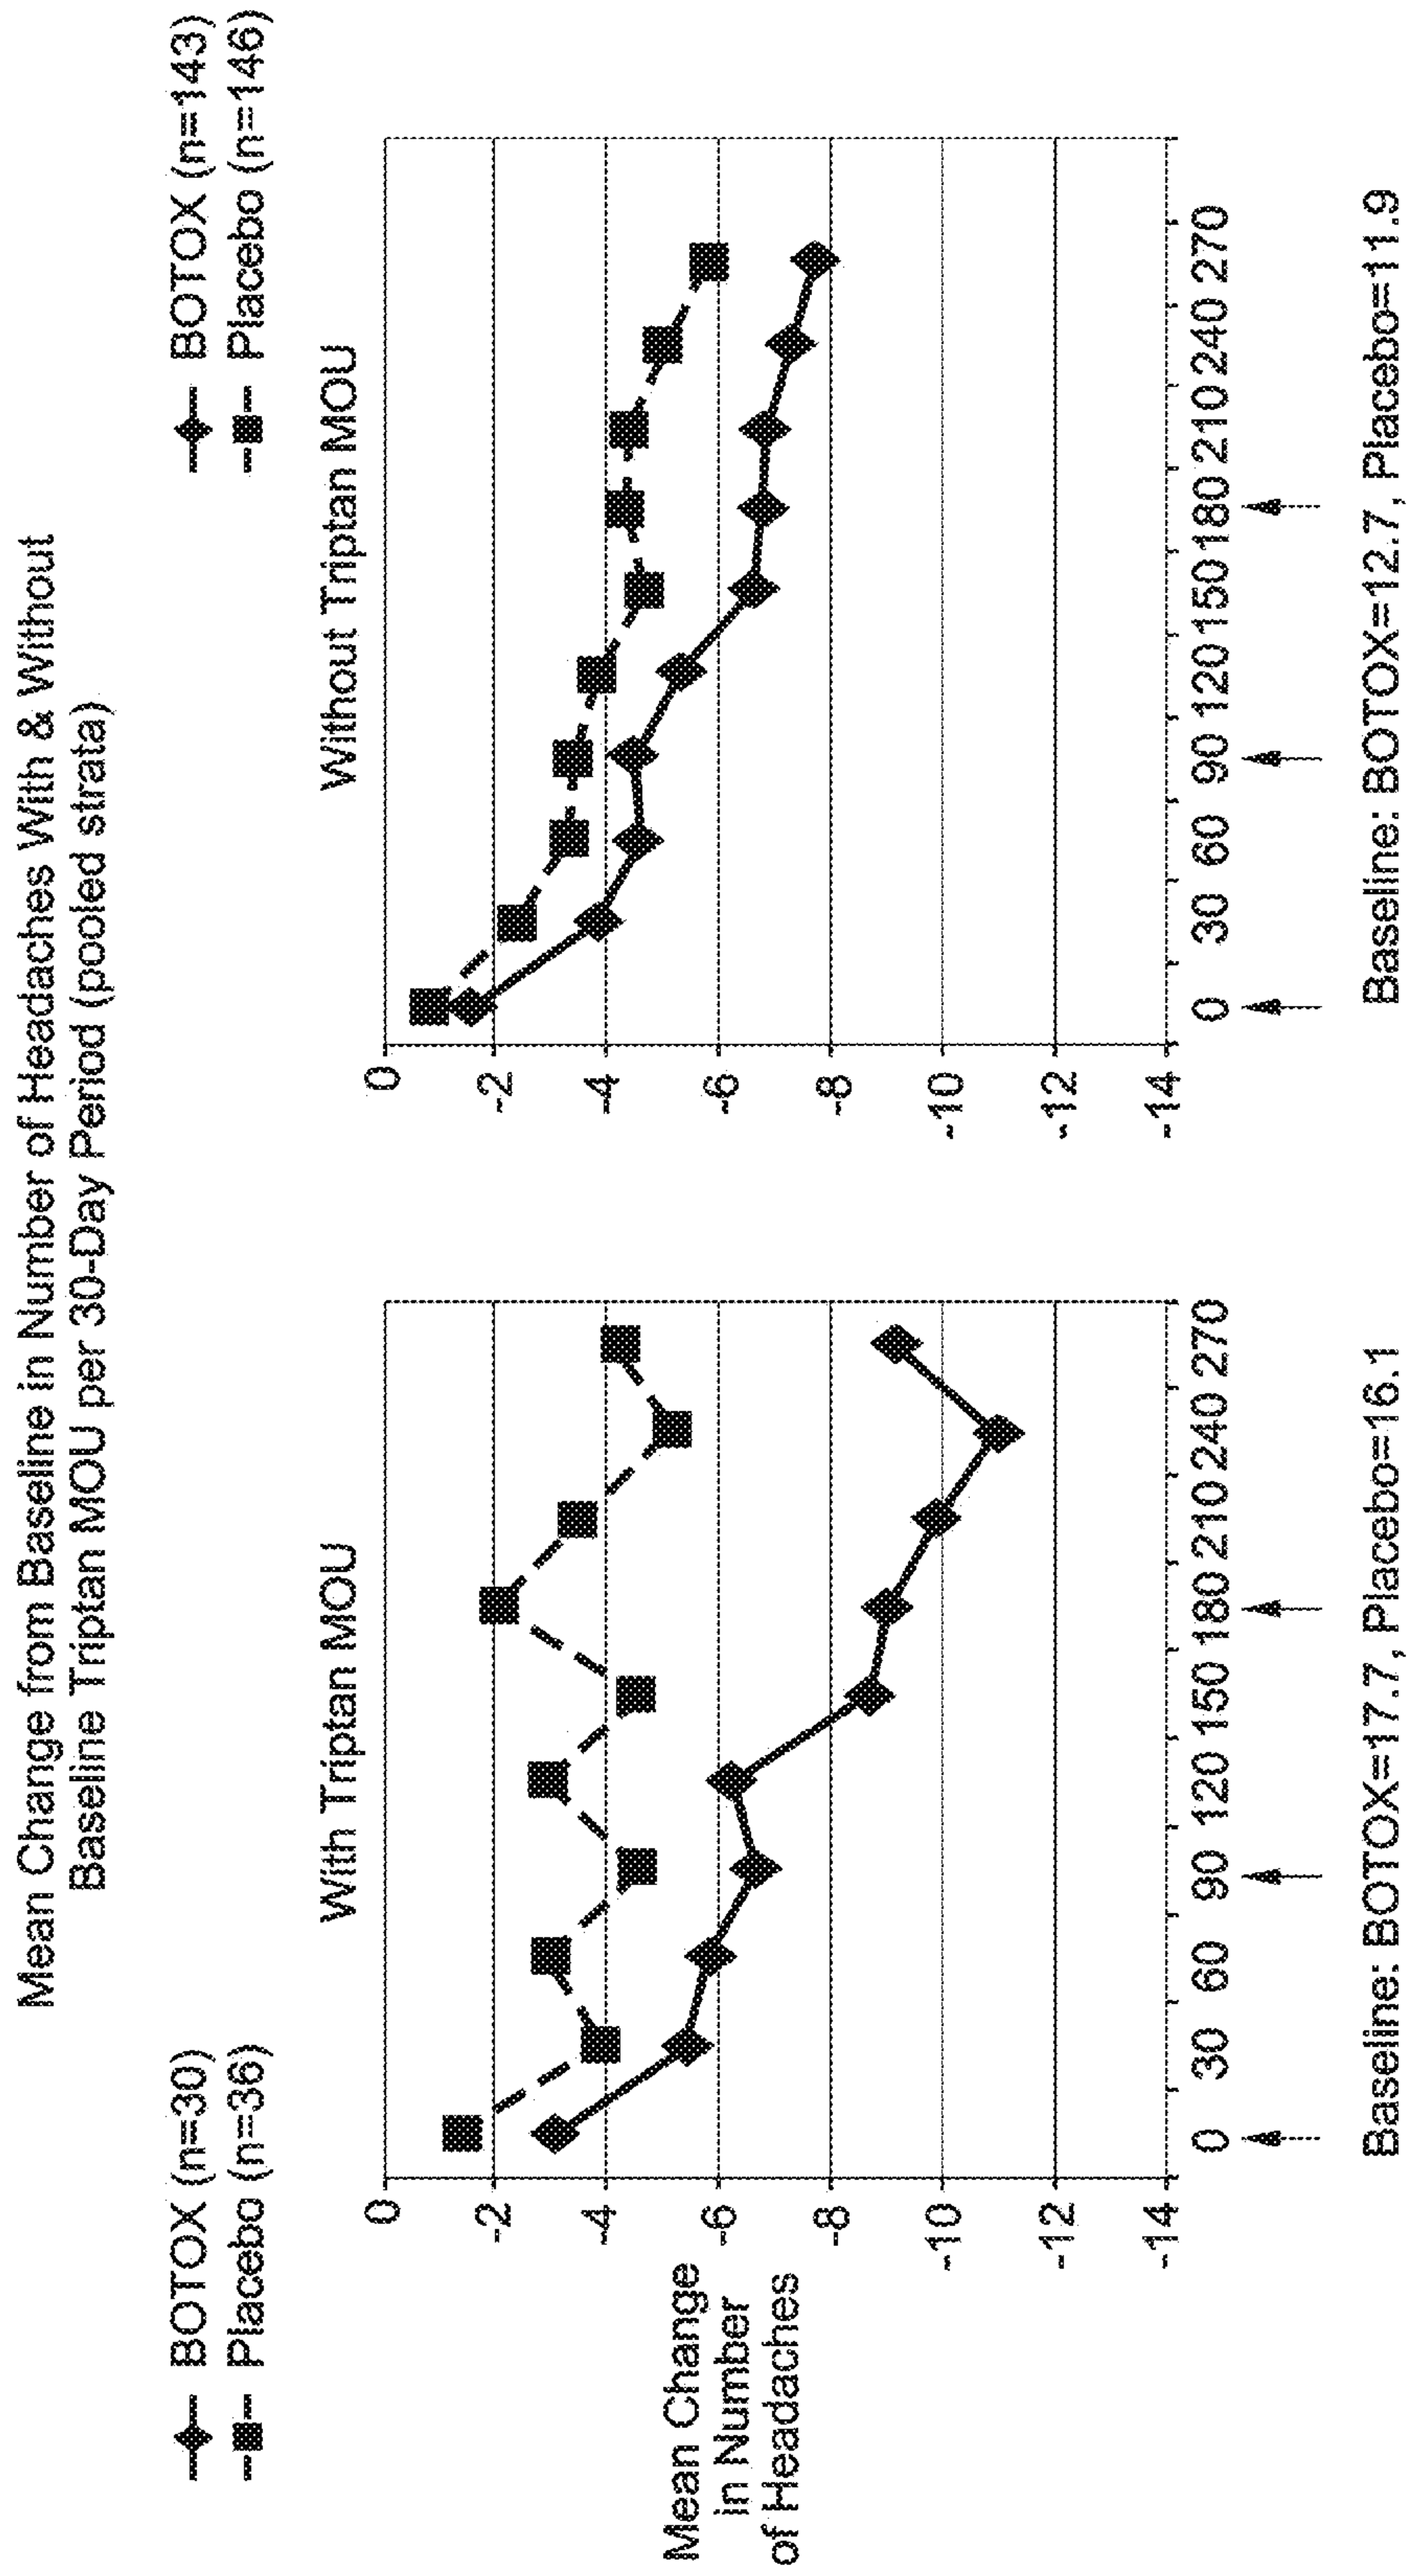 Mean Change from Baseline in Number of Headaches With & Without
Baseline Triptan MOU per 30-Day Period (pooled strata)
BOTOX (n=30)
Placebo (n=36)
BOTOX (n=143)
Placebo (n=146)
With Triptan MOU
Mean Change
in Number
of Headaches
0
-2
-4
-6
-8
-10
-12
-14
0 30 60 90 120 150 180 210 240 270
Baseline: BOTOX=17.7, Placebo=16.1
Without Triptan MOU
0
-2
-4
-6
-8
-10
-12
-14
0 30 60 90 120 150 180 210 240 270
Baseline: BOTOX=12.7, Placebo=11.9